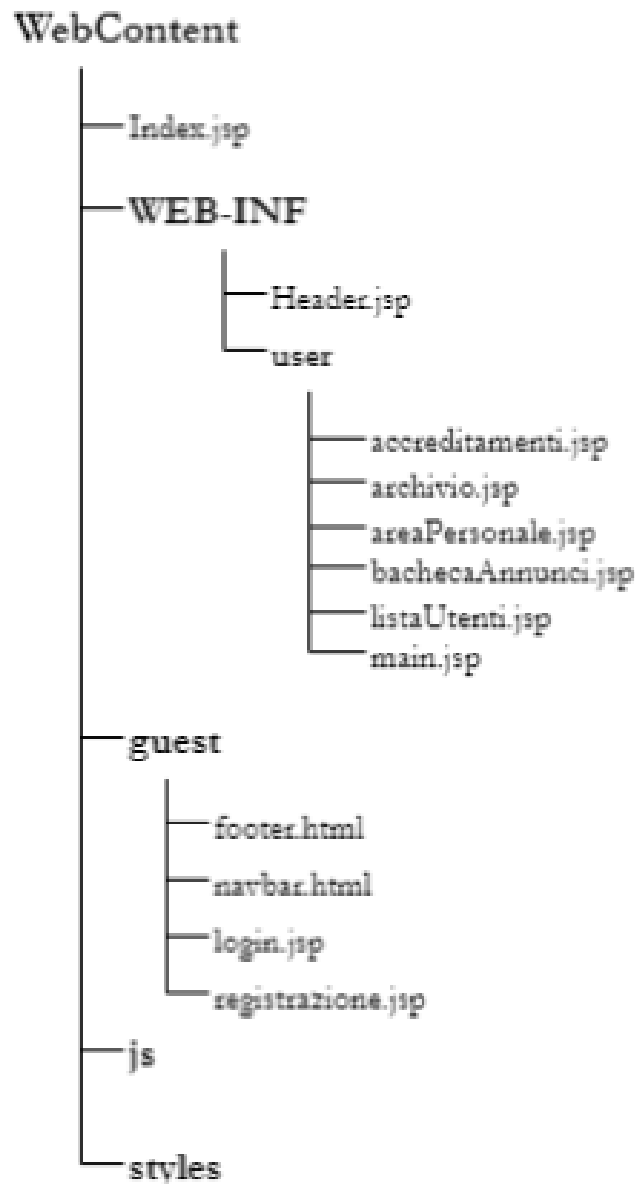 WebContent
Index.jsp
WEB-INF
Header.jsp
user
accreditamenti.jsp
archivio.jsp
areaPersonale.jsp
bachecaAnnunci.jsp
listaUtenti.jsp
main.jsp
guest
footer.html
navbar.html
login.jsp
registrazione.jsp
js
styles